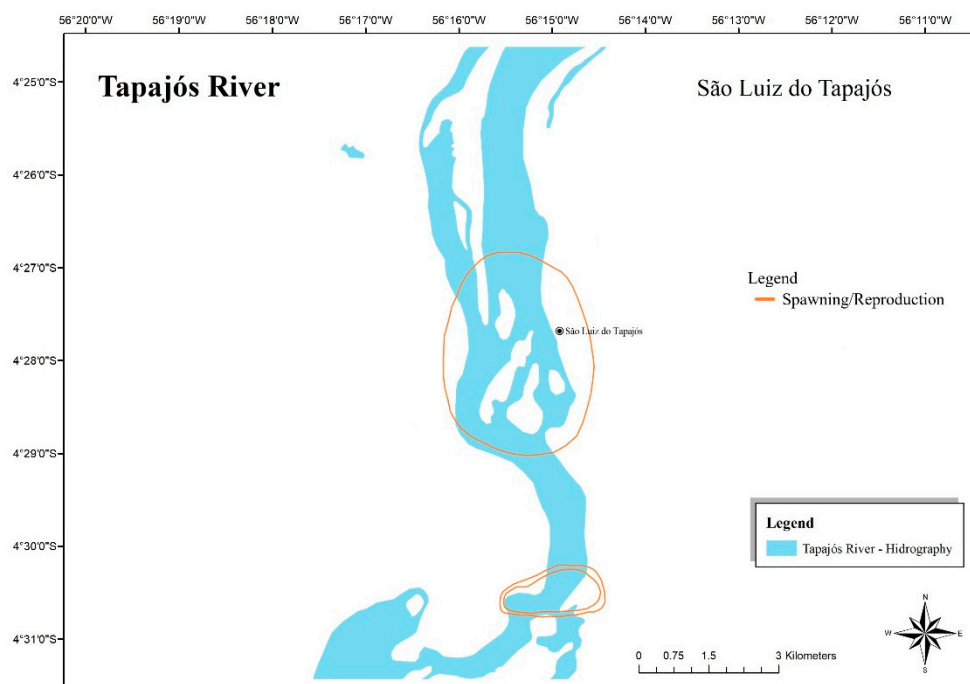 56°20'0"W 56°19'0"W 56°18'0"W 56°17'0"W 56°16'0"W 56°15'0"W 56°14'0"W 56°13'0"W 56°12'0"W 56°11'0"W
4°25'0"S
Tapajós River
São Luiz do Tapajós
4°26'0"S
4°27'0"S
Legend
Spawning/Reproduction
São Luiz do Tapajós
4°28'0"S
4°29'0"S
4°30'0"S
Legend
Tapajós River - Hidrography
4°31'0"S
N
W E
S
0 0.75 1.5 3 Kilometers